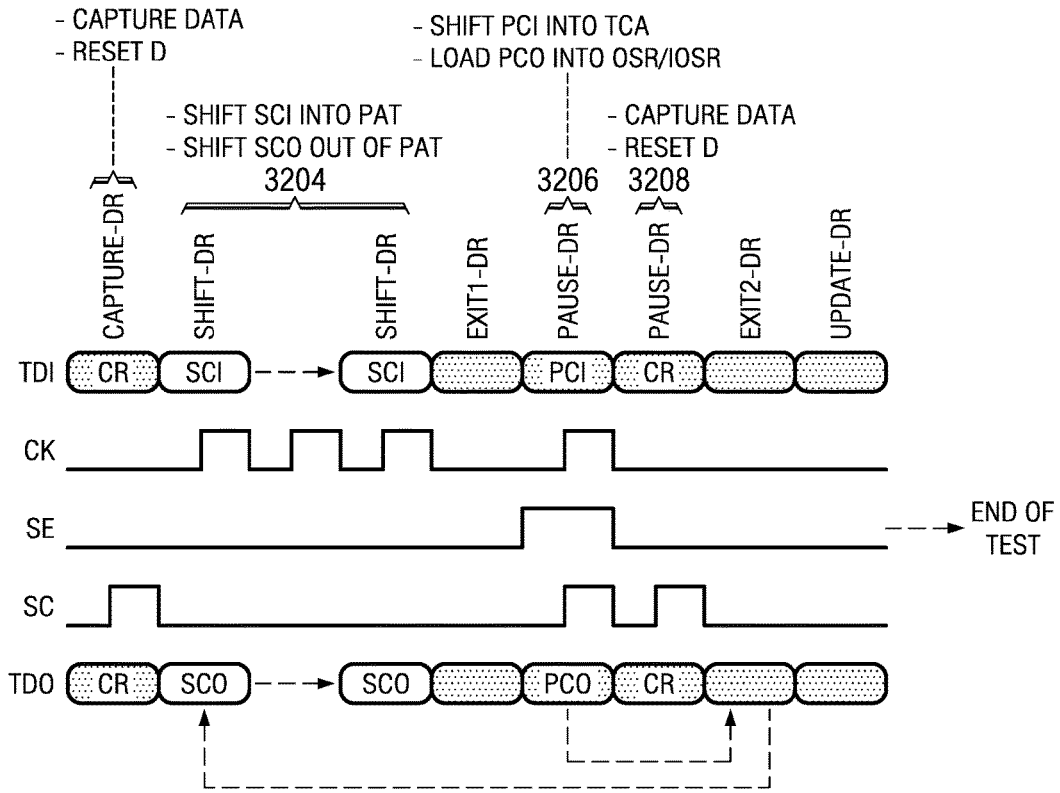 - CAPTURE DATA
- RESET D
- SHIFT PCI INTO TCA
- LOAD PCO INTO OSR/IOSR
- SHIFT SCI INTO PAT
- SHIFT SCO OUT OF PAT
- CAPTURE DATA
- RESET D
3204
3206
3208
CAPTURE-DR
SHIFT-DR
SHIFT-DR
EXIT1-DR
PAUSE-DR
PAUSE-DR
EXIT2-DR
UPDATE-DR
TDI CR SCI SCI PCI CR
CK
SE
END OF
TEST
SC
TDO CR SCO SCO PCO CR